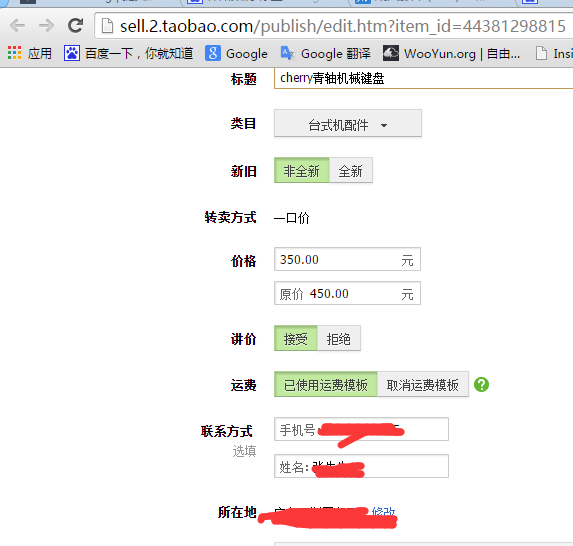 sell.2.taobao.com/publish/edit.htm?item_id=44381298815
应用 百度一下，你就知道 Google Google 翻译 WooYun.org | 自由... Insi
标题 cherry青轴机械键盘
类目 台式机配件
新旧 非全新 全新
转卖方式 一口价
价格 350.00 元
原价 450.00 元
讲价 接受 拒绝
运费 已使用运费模板 取消运费模板 ?
联系方式 手机号:
选填
姓名:
所在地 修改